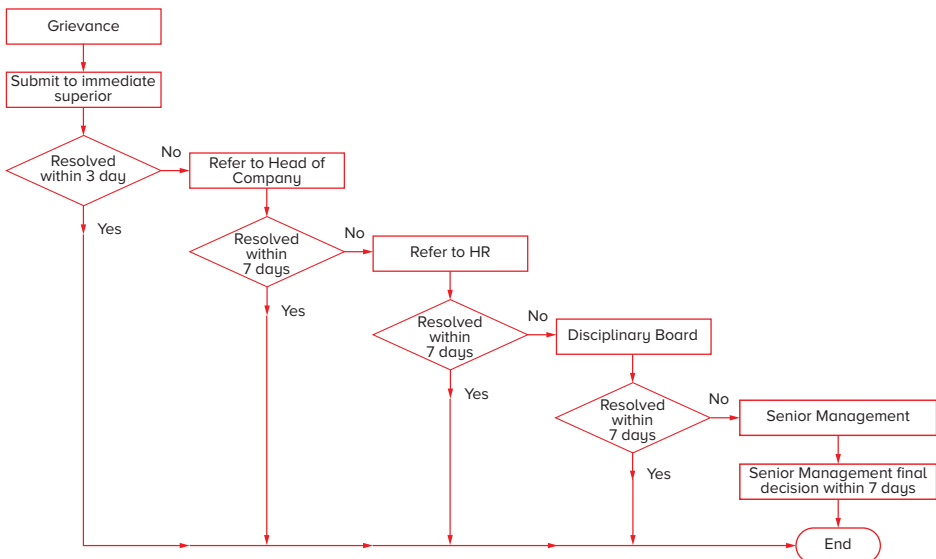 Grievance
Submit to immediate
superior
Resolved
within 3 day
No
Yes
Refer to Head of
Company
Resolved
within
7 days
No
Yes
Refer to HR
Resolved
within
7 days
No
Yes
Disciplinary Board
Resolved
within
7 days
No
Yes
Senior Management
Senior Management final
decision within 7 days
End